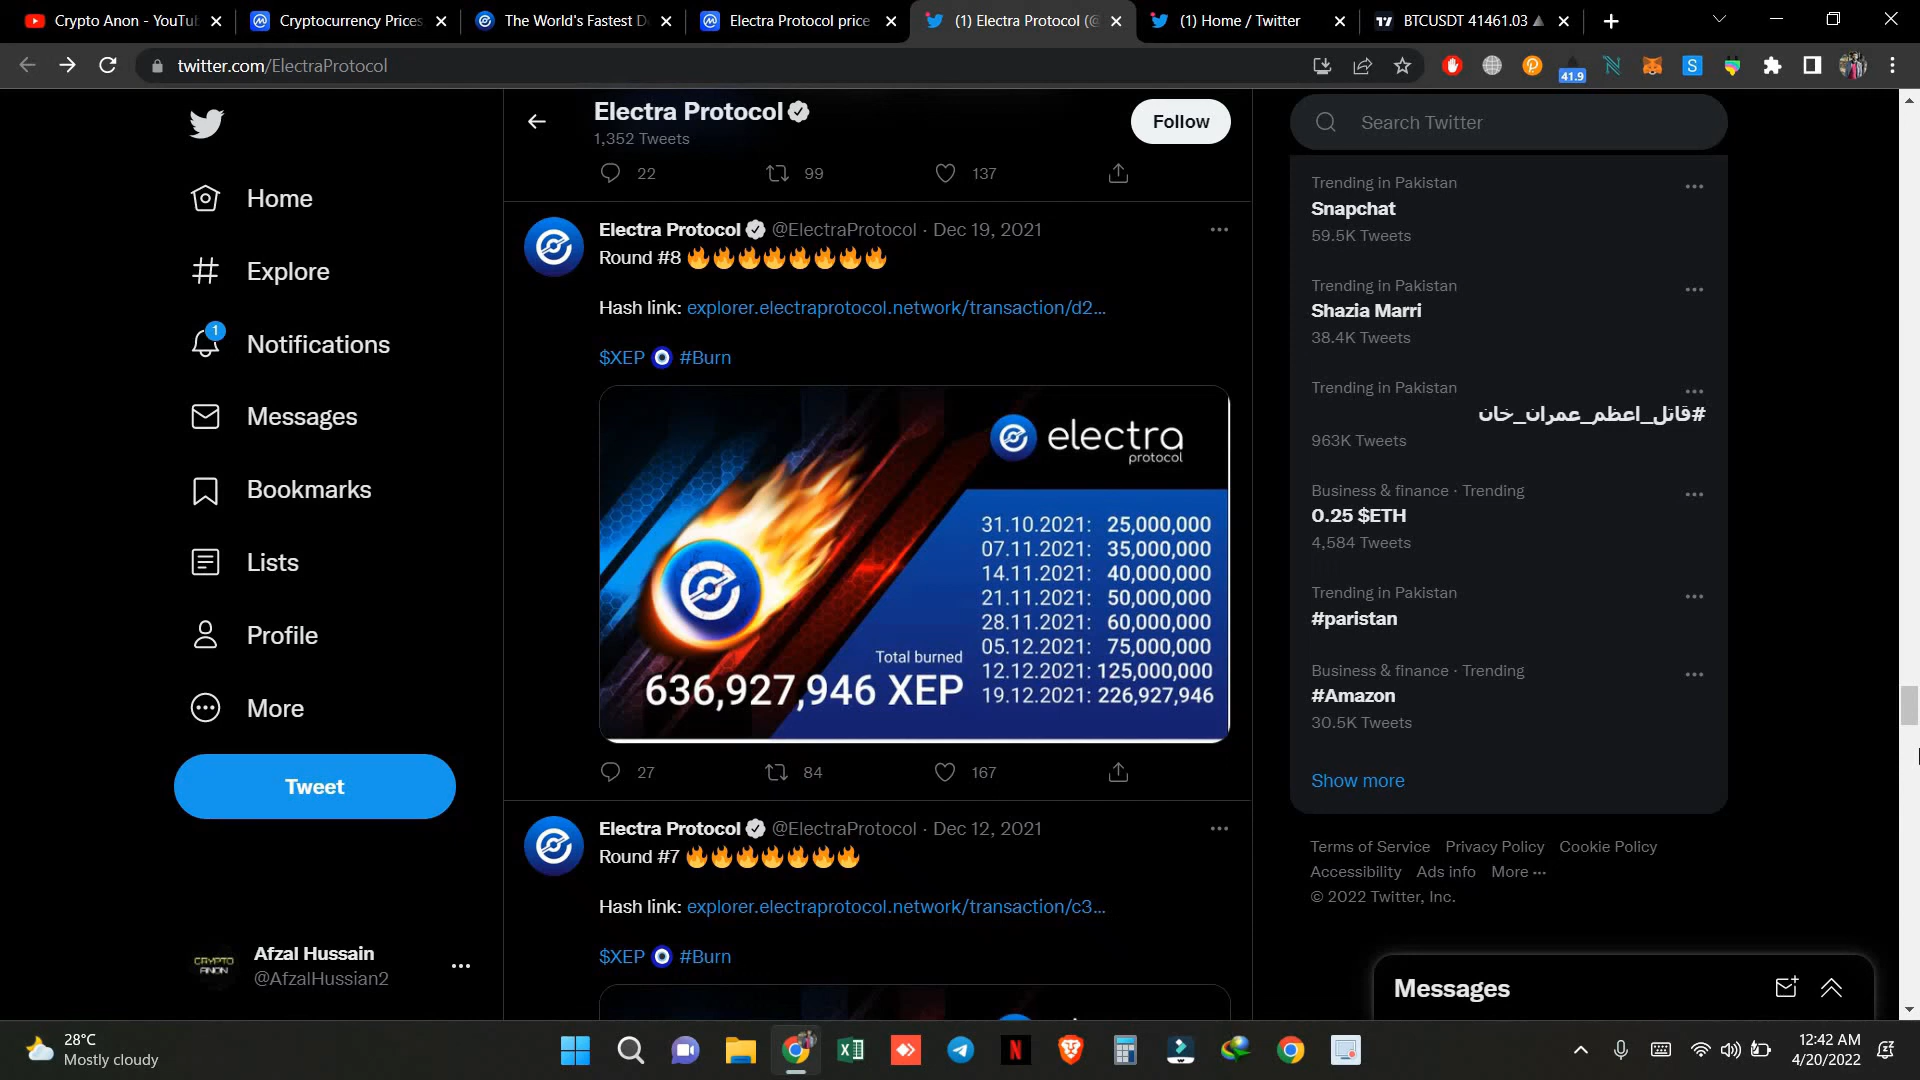 Crypto Anon - YouTu
Cryptocurrency Prices
The World's Fastest D
Electra Protocol price
(1) Electra Protocol (@
(1) Home / Twitter
BTCUSDT 41461.03
twitter.com/ElectraProtocol
41.9
Electra Protocol
1,352 Tweets
Follow
22 99 137
Home
Explore
1
Notifications
Messages
Bookmarks
Lists
Profile
More
Tweet
Afzal Hussain
@AfzalHussian2
CRYPTO
ANON
Electra Protocol @ElectraProtocol · Dec 19, 2021
Round #8 🔥🔥🔥🔥🔥🔥🔥🔥
Hash link: explorer.electraprotocol.network/transaction/d2...
$XEP #Burn
electra
protocol
31.10.2021: 25,000,000
07.11.2021: 35,000,000
14.11.2021: 40,000,000
21.11.2021: 50,000,000
28.11.2021: 60,000,000
05.12.2021: 75,000,000
12.12.2021: 125,000,000
19.12.2021: 226,927,946
Total burned
636,927,946 XEP
27 84 167
Electra Protocol @ElectraProtocol · Dec 12, 2021
Round #7 🔥🔥🔥🔥🔥🔥🔥
Hash link: explorer.electraprotocol.network/transaction/c3...
$XEP #Burn
Search Twitter
Trending in Pakistan
Snapchat
59.5K Tweets
Trending in Pakistan
Shazia Marri
38.4K Tweets
Trending in Pakistan
#قاتل_اعظم_عمران_خان
963K Tweets
Business & finance · Trending
0.25 $ETH
4,584 Tweets
Trending in Pakistan
#paristan
Business & finance · Trending
#Amazon
30.5K Tweets
Show more
Terms of Service Privacy Policy Cookie Policy
Accessibility Ads info More ...
© 2022 Twitter, Inc.
Messages
28°C
Mostly cloudy
12:42 AM
4/20/2022